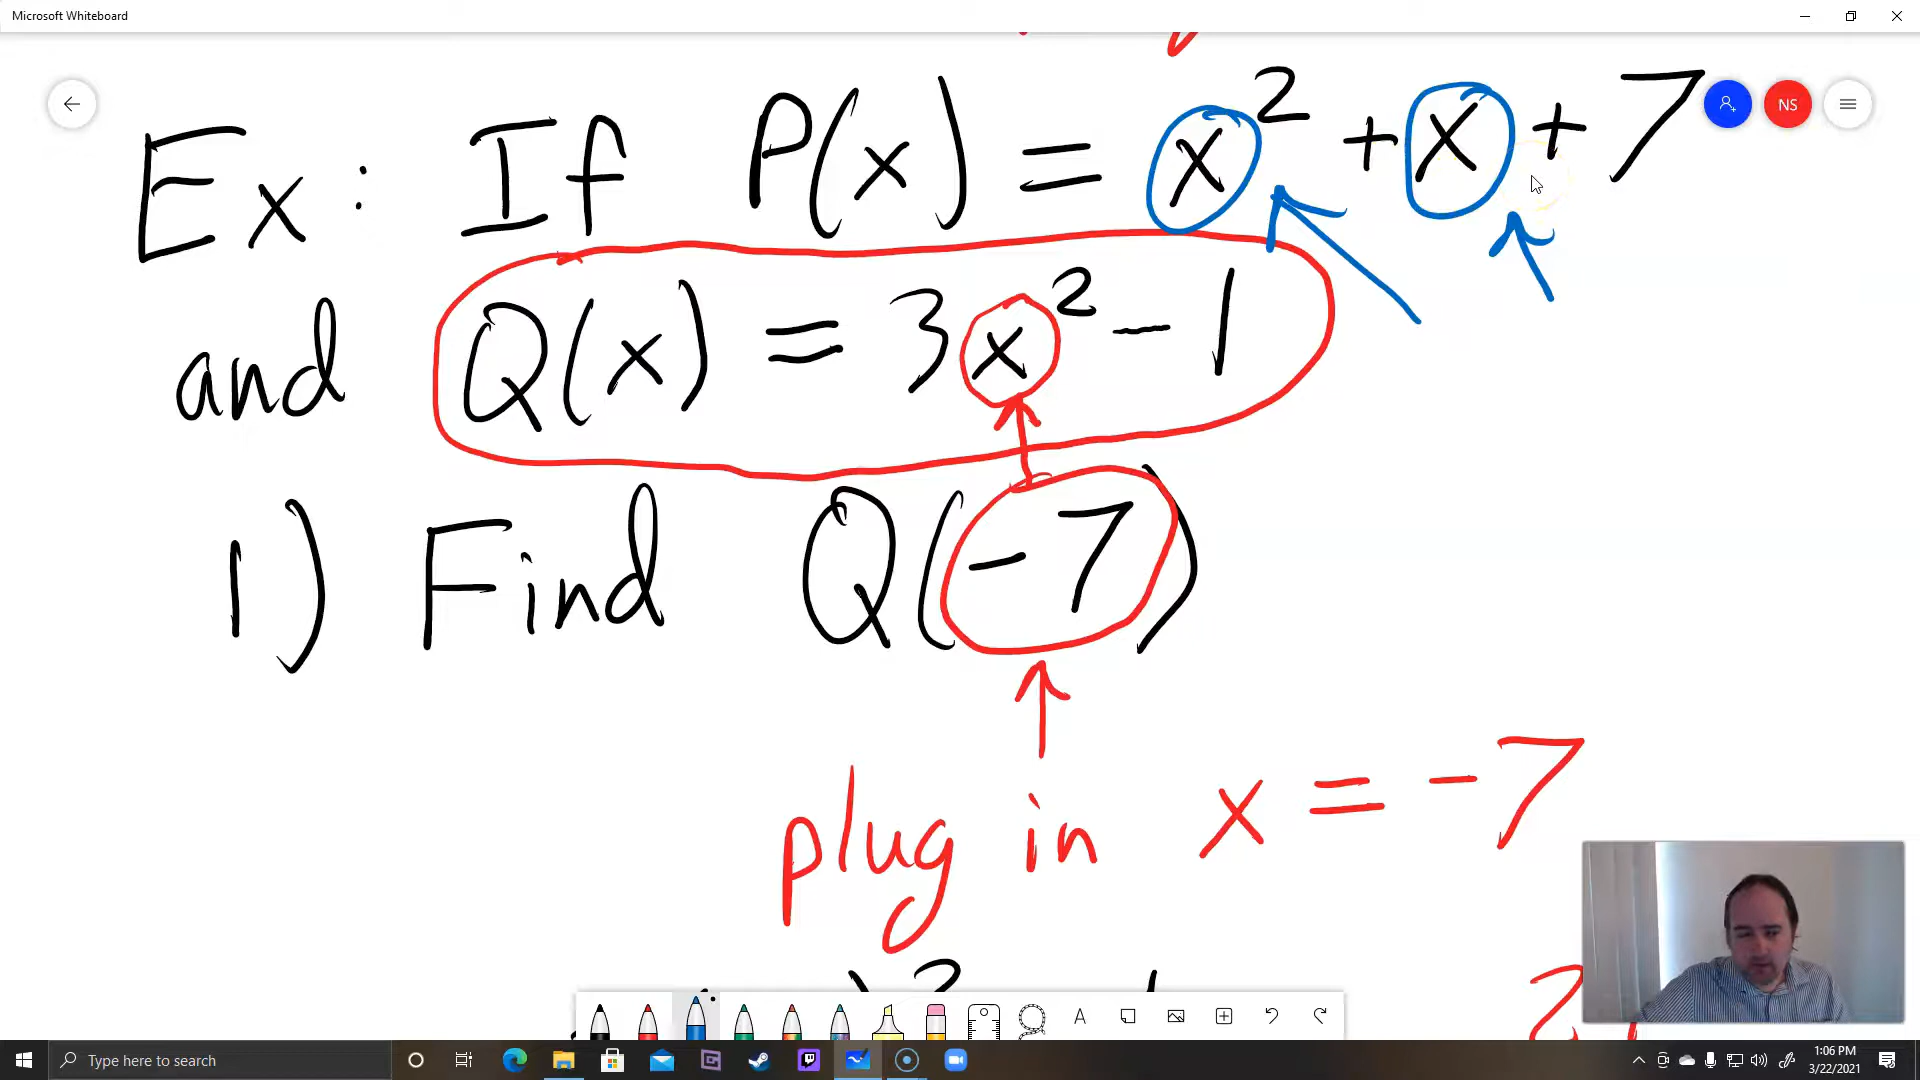 Microsoft Whiteboard
Ex: If P(x) = x² + x + 7
NS
and Q(x) = 3x² - 1
1) Find Q(-7)
plug in x = -7
A
Type here to search
1:06 PM
3/22/2021